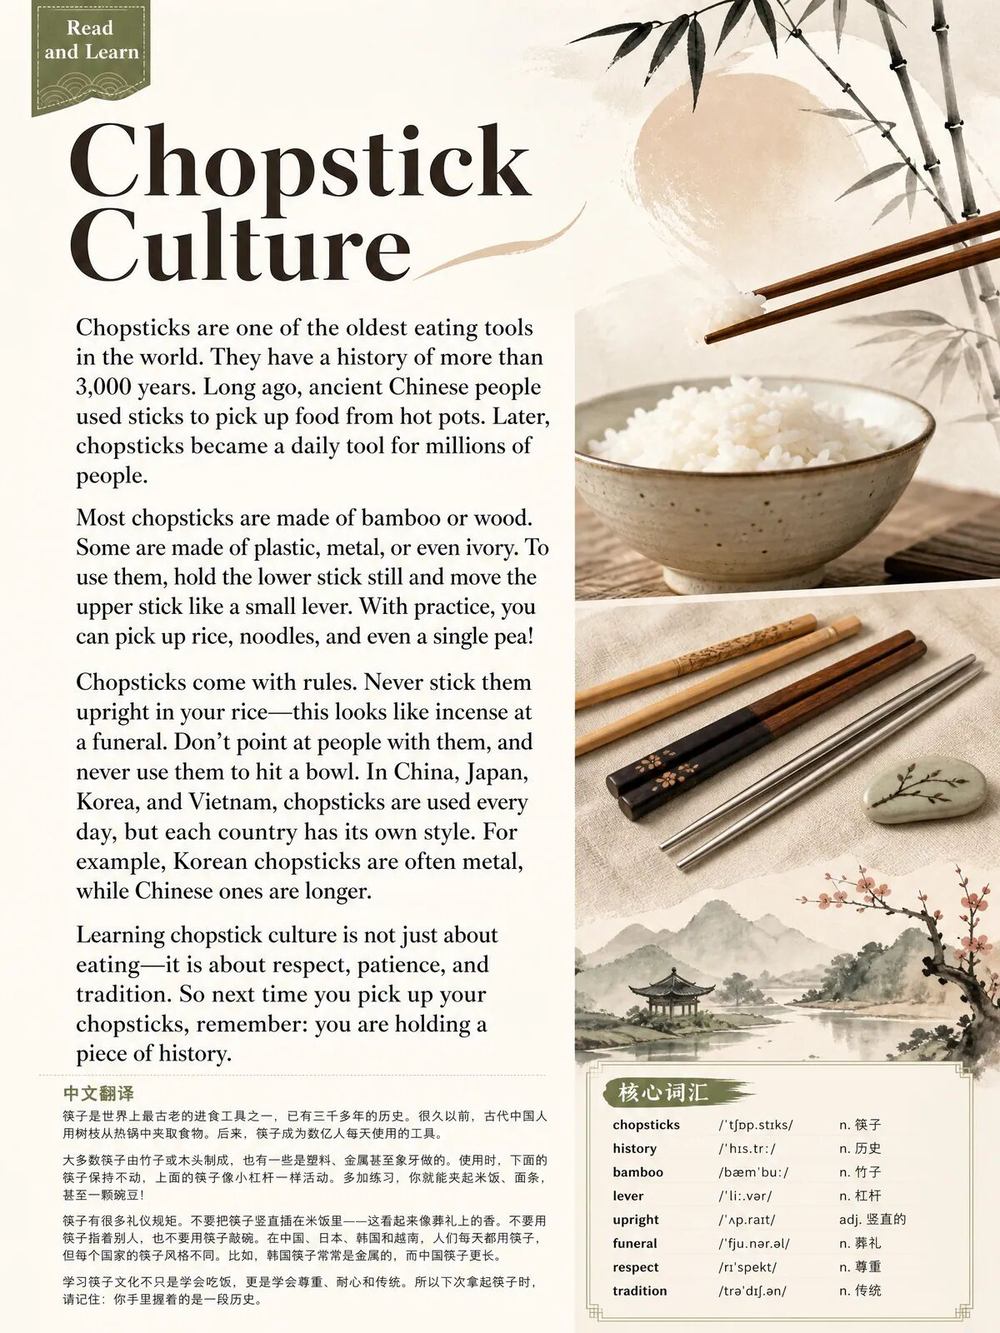 Read
and Learn
Chopstick
Culture
Chopsticks are one of the oldest eating tools
in the world. They have a history of more than
3,000 years. Long ago, ancient Chinese people
used sticks to pick up food from hot pots. Later,
chopsticks became a daily tool for millions of
people.
Most chopsticks are made of bamboo or wood.
Some are made of plastic, metal, or even ivory. To
use them, hold the lower stick still and move the
upper stick like a small lever. With practice, you
can pick up rice, noodles, and even a single pea!
Chopsticks come with rules. Never stick them
upright in your rice—this looks like incense at
a funeral. Don’t point at people with them, and
never use them to hit a bowl. In China, Japan,
Korea, and Vietnam, chopsticks are used every
day, but each country has its own style. For
example, Korean chopsticks are often metal,
while Chinese ones are longer.
Learning chopstick culture is not just about
eating—it is about respect, patience, and
tradition. So next time you pick up your
chopsticks, remember: you are holding a
piece of history.
中文翻译
筷子是世界上最古老的进食工具之一，已有三千多年的历史。很久以前，古代中国人
用树枝从热锅中夹取食物。后来，筷子成为数亿人每天使用的工具。
大多数筷子由竹子或木头制成，也有一些是塑料、金属甚至象牙做的。使用时，下面的
筷子保持不动，上面的筷子像小杠杆一样活动。多加练习，你就能夹起米饭、面条，
甚至一颗豌豆！
筷子有很多礼仪规矩。不要把筷子竖直插在米饭里——这看起来像葬礼上的香。不要用
筷子指着别人，也不要用筷子敲碗。在中国、日本、韩国和越南，人们每天都用筷子，
但每个国家的筷子风格不同。比如，韩国筷子常常是金属的，而中国筷子更长。
学习筷子文化不只是学会吃饭，更是学会尊重、耐心和传统。所以下次拿起筷子时，
请记住：你手里握着的是一段历史。
核心词汇
chopsticks /ˈtʃɒp.stɪks/ n. 筷子
history /ˈhɪs.trː/ n. 历史
bamboo /bæmˈbuː/ n. 竹子
lever /ˈliː.vər/ n. 杠杆
upright /ˈʌp.raɪt/ adj. 竖直的
funeral /ˈfju.nər.əl/ n. 葬礼
respect /rɪˈspekt/ n. 尊重
tradition /trəˈdɪʃ.ən/ n. 传统